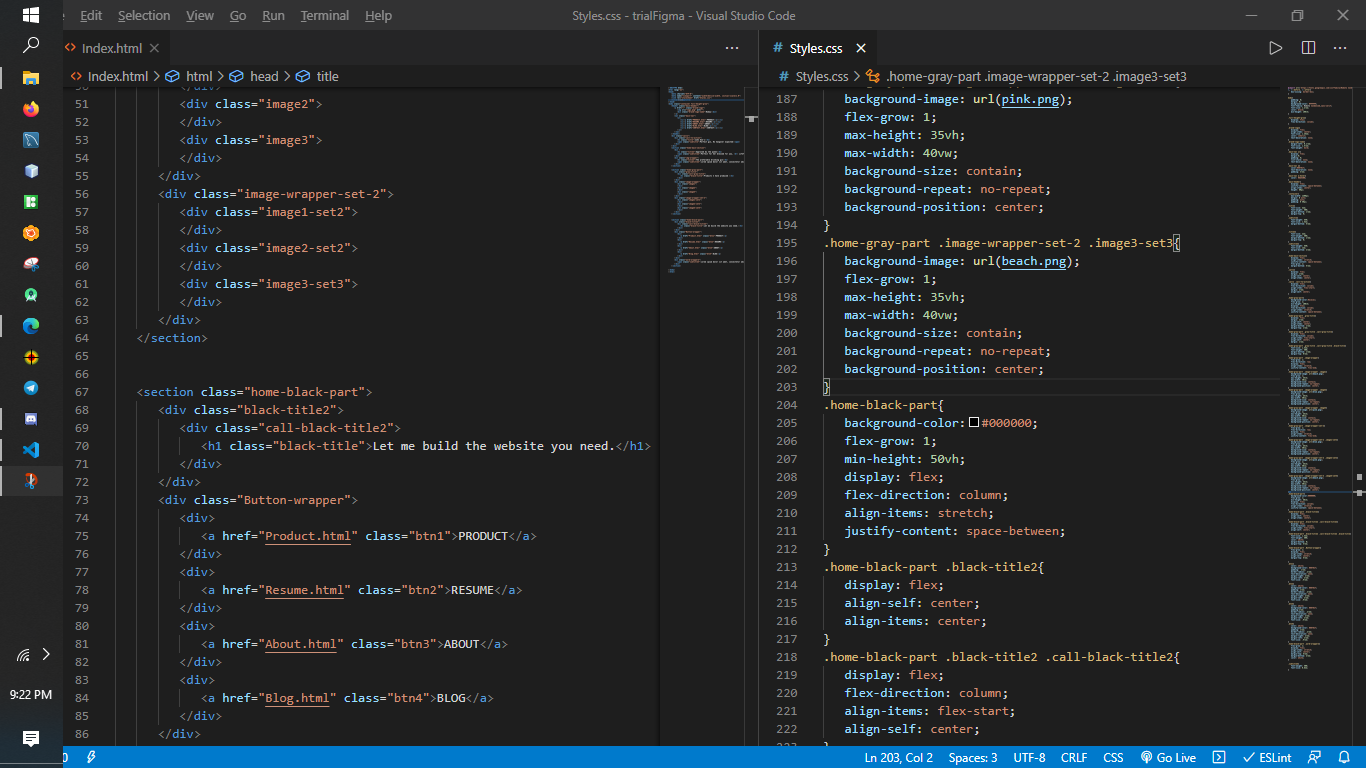 Edit Selection View Go Run Terminal Help
Styles.css - trialFigma - Visual Studio Code
Index.html
Index.html > html > head > title
51 <div class="image2">
52 </div>
53 <div class="image3">
54 </div>
55 </div>
56 <div class="image-wrapper-set-2">
57 <div class="image1-set2">
58 </div>
59 <div class="image2-set2">
60 </div>
61 <div class="image3-set3">
62 </div>
63 </div>
64 </section>
65
66
67 <section class="home-black-part">
68 <div class="black-title2">
69 <div class="call-black-title2">
70 <h1 class="black-title">Let me build the website you need.</h1>
71 </div>
72 </div>
73 <div class="Button-wrapper">
74 <div>
75 <a href="Product.html" class="btn1">PRODUCT</a>
76 </div>
77 <div>
78 <a href="Resume.html" class="btn2">RESUME</a>
79 </div>
80 <div>
81 <a href="About.html" class="btn3">ABOUT</a>
82 </div>
83 <div>
84 <a href="Blog.html" class="btn4">BLOG</a>
85 </div>
86 </div>
# Styles.css
# Styles.css > .home-gray-part .image-wrapper-set-2 .image3-set3
187 background-image: url(pink.png);
188 flex-grow: 1;
189 max-height: 35vh;
190 max-width: 40vw;
191 background-size: contain;
192 background-repeat: no-repeat;
193 background-position: center;
194 }
195 .home-gray-part .image-wrapper-set-2 .image3-set3{
196 background-image: url(beach.png);
197 flex-grow: 1;
198 max-height: 35vh;
199 max-width: 40vw;
200 background-size: contain;
201 background-repeat: no-repeat;
202 background-position: center;
203 }
204 .home-black-part{
205 background-color: #000000;
206 flex-grow: 1;
207 min-height: 50vh;
208 display: flex;
209 flex-direction: column;
210 align-items: stretch;
211 justify-content: space-between;
212 }
213 .home-black-part .black-title2{
214 display: flex;
215 align-self: center;
216 align-items: center;
217 }
218 .home-black-part .black-title2 .call-black-title2{
219 display: flex;
220 flex-direction: column;
221 align-items: flex-start;
222 align-self: center;
9:22 PM
0
Ln 203, Col 2 Spaces: 3 UTF-8 CRLF CSS Go Live ESLint